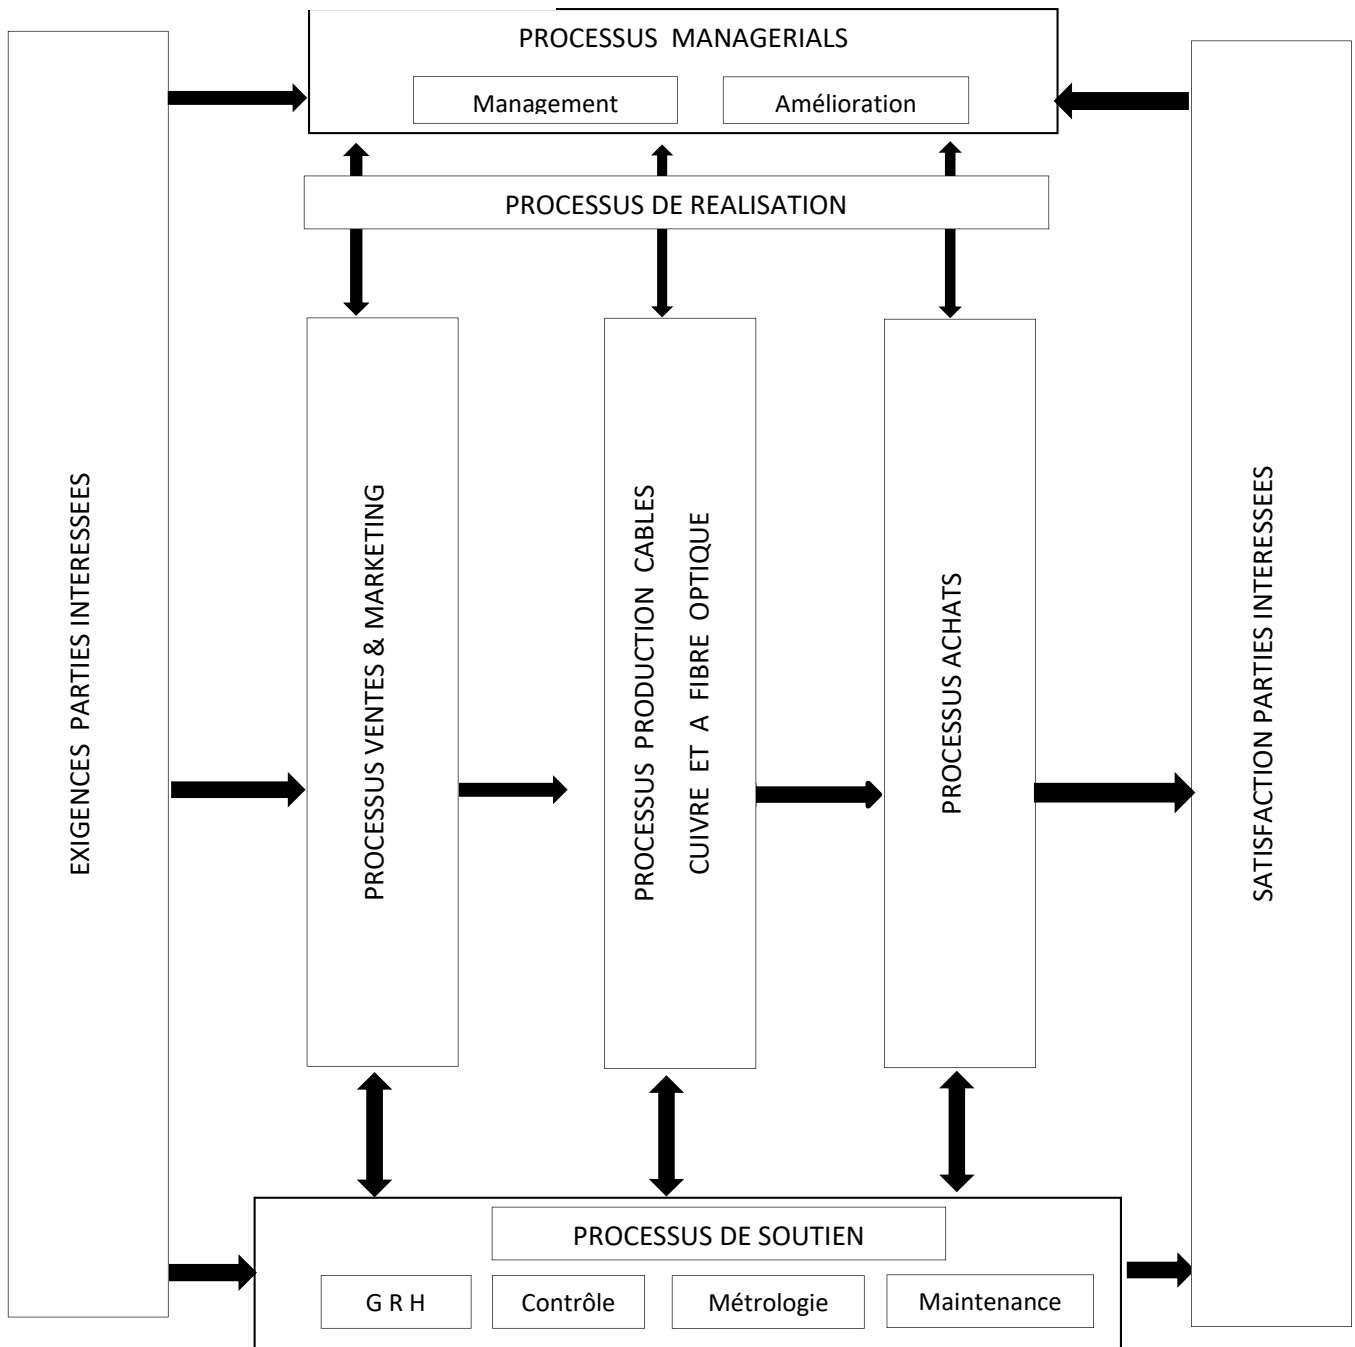 PROCESSUS MANAGERIALS
Management
Amélioration
PROCESSUS DE REALISATION
EXIGENCES PARTIES INTERESSEES
PROCESSUS VENTES & MARKETING
PROCESSUS PRODUCTION CABLES
CUIVRE ET A FIBRE OPTIQUE
PROCESSUS ACHATS
SATISFACTION PARTIES INTERESSEES
PROCESSUS DE SOUTIEN
G R H
Contrôle
Métrologie
Maintenance